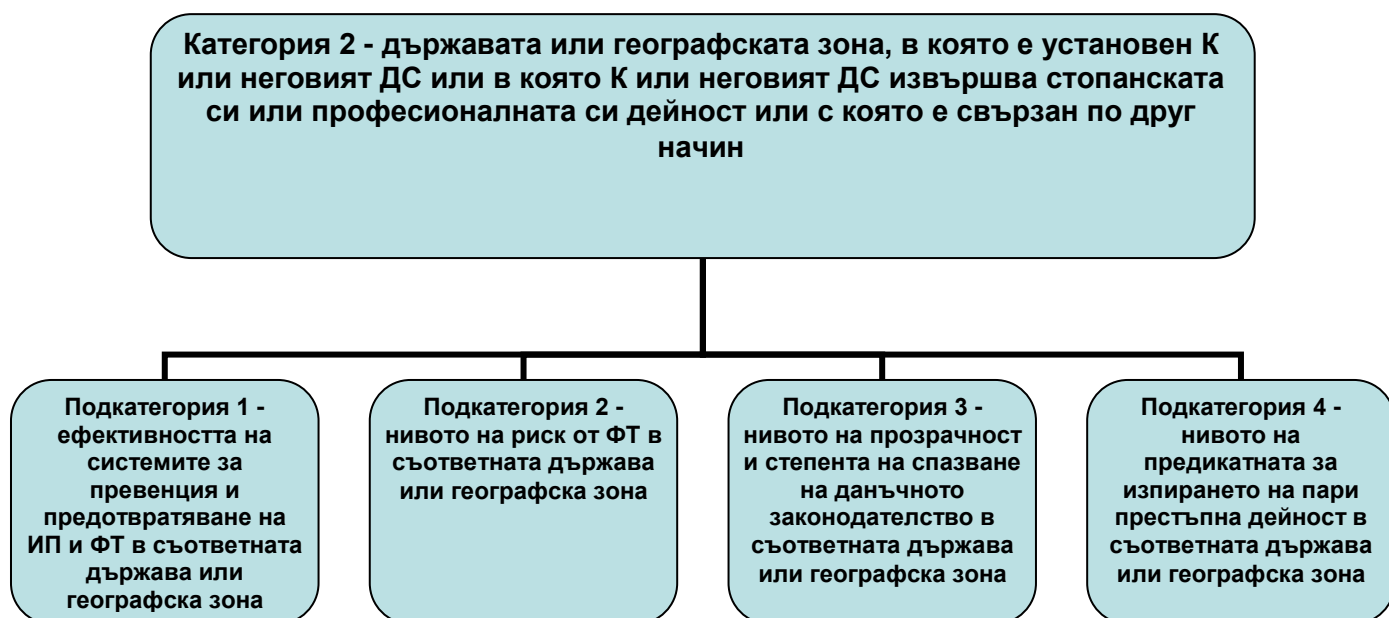 Категория 2 - държавата или географската зона, в която е установен К
или неговият ДС или в която К или неговият ДС извършва стопанската
си или професионалната си дейност или с която е свързан по друг
начин
Подкатегория 1 -
ефективността на
системите за
превенция и
предотвратяване на
ИП и ФТ в съответната
държава или
географска зона
Подкатегория 2 -
нивото на риск от ФТ в
съответната държава
или географска зона
Подкатегория 3 -
нивото на прозрачност
и степента на спазване
на данъчното
законодателство в
съответната държава
или географска зона
Подкатегория 4 -
нивото на
предикатната за
изпирането на пари
престъпна дейност в
съответната държава
или географска зона